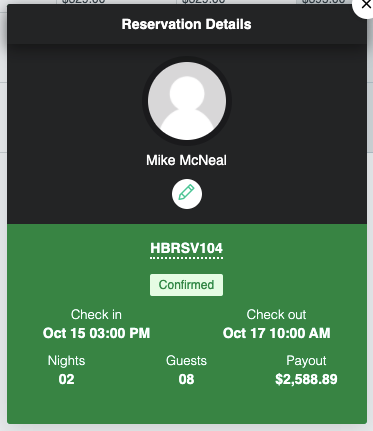 Reservation Details
Mike McNeal
HBRSV104
Confirmed
Check in Check out
Oct 15 03:00 PM Oct 17 10:00 AM
Nights Guests Payout
02 08 $2,588.89